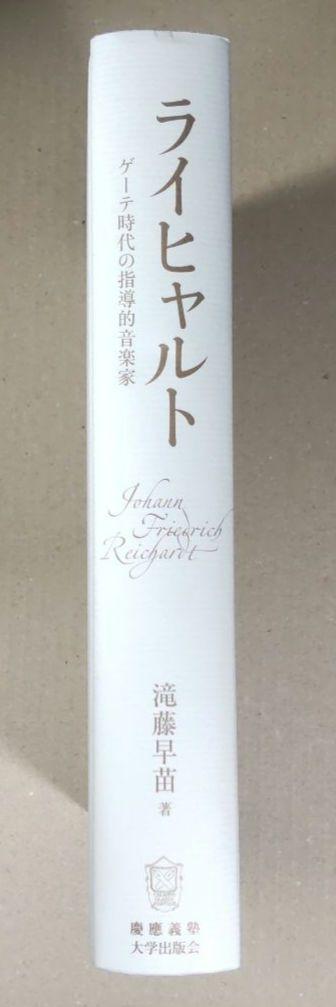 ライヒャルト
ゲーテ時代の指導的音楽家
Johann
Friedrich
Reichardt
滝藤早苗 著
慶應義塾
大学出版会